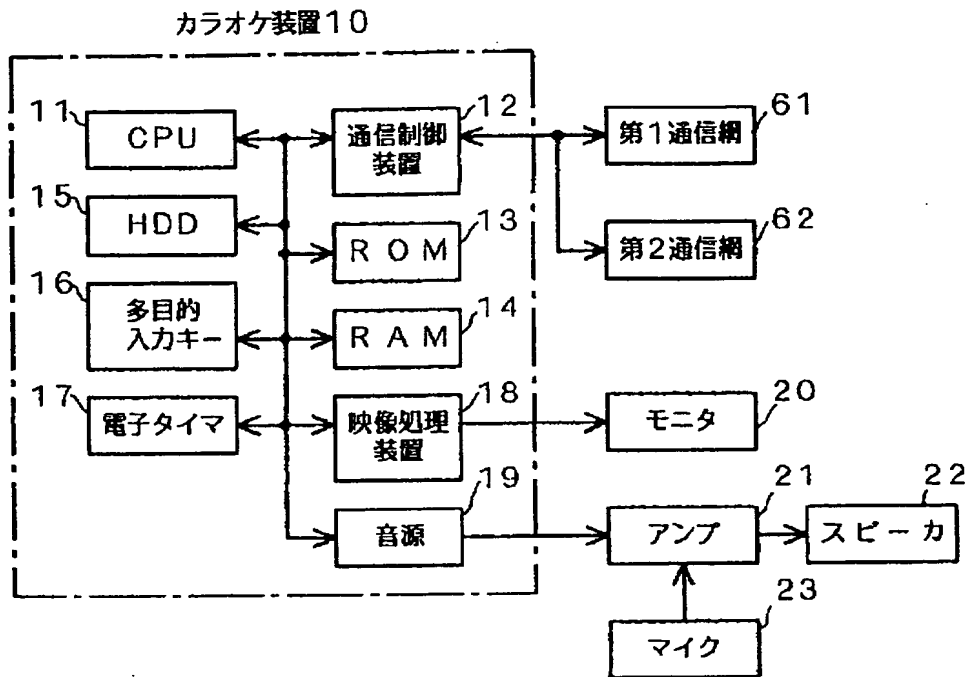 カラオケ装置10
11
CPU
12
通信制御
装置
61
第1通信網
15
HDD
13
ROM
62
第2通信網
16
多目的
入力キー
14
RAM
17
電子タイマ
18
映像処理
装置
20
モニタ
19
音源
21
アンプ
22
スピーカ
23
マイク